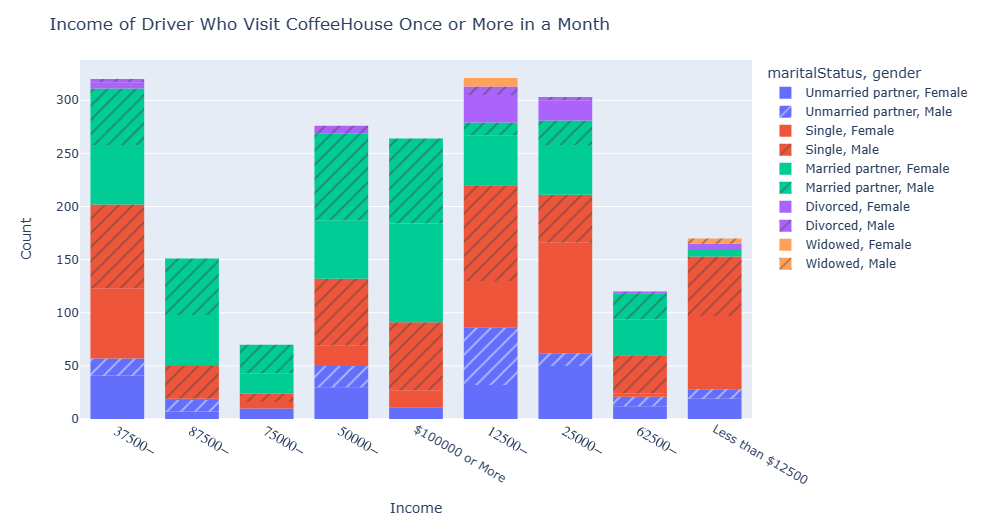 Income of Driver Who Visit CoffeeHouse Once or More in a Month
maritalStatus, gender
Unmarried partner, Female
Unmarried partner, Male
Single, Female
Single, Male
Married partner, Female
Married partner, Male
Divorced, Female
Divorced, Male
Widowed, Female
Widowed, Male
Count
300
250
200
150
100
50
0
37500–
87500–
75000–
50000–
$100000 or More
12500–
25000–
62500–
Less than $12500
Income